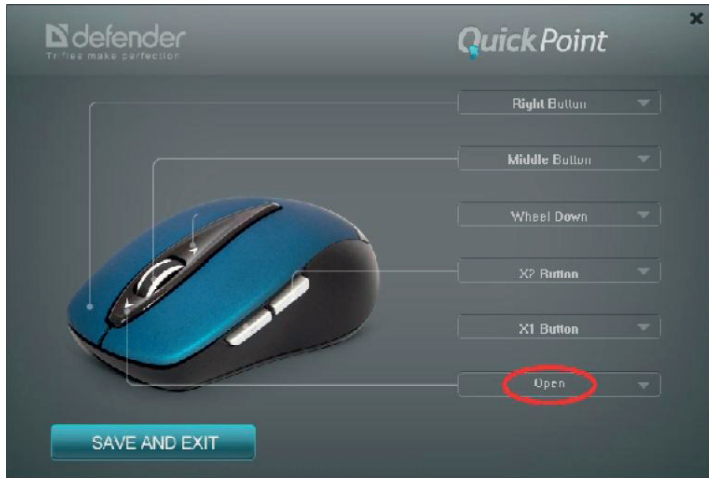 defender
Trifles make perfection
QuickPoint
Right Button
Middle Button
Wheel Down
X2 Button
X1 Button
Open
SAVE AND EXIT